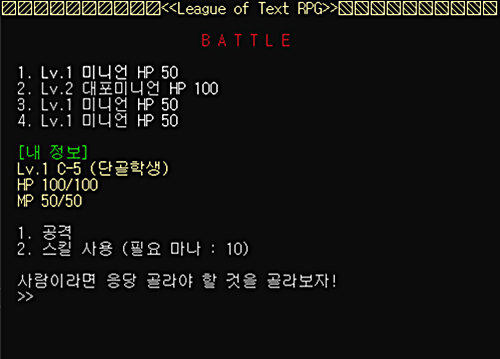 <<League of Text RPG>>
BATTLE
1. Lv.1 미니언 HP 50
2. Lv.2 대포미니언 HP 100
3. Lv.1 미니언 HP 50
4. Lv.1 미니언 HP 50
[내 정보]
Lv.1 C-5 (단골학생)
HP 100/100
MP 50/50
1. 공격
2. 스킬 사용 (필요 마나 : 10)
사람이라면 응당 골라야 할 것을 골라보자!
>>